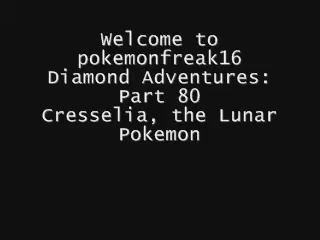 Welcome to
pokemonfreak16
Diamond Adventures:
Part 80
Cresselia, the Lunar
Pokemon